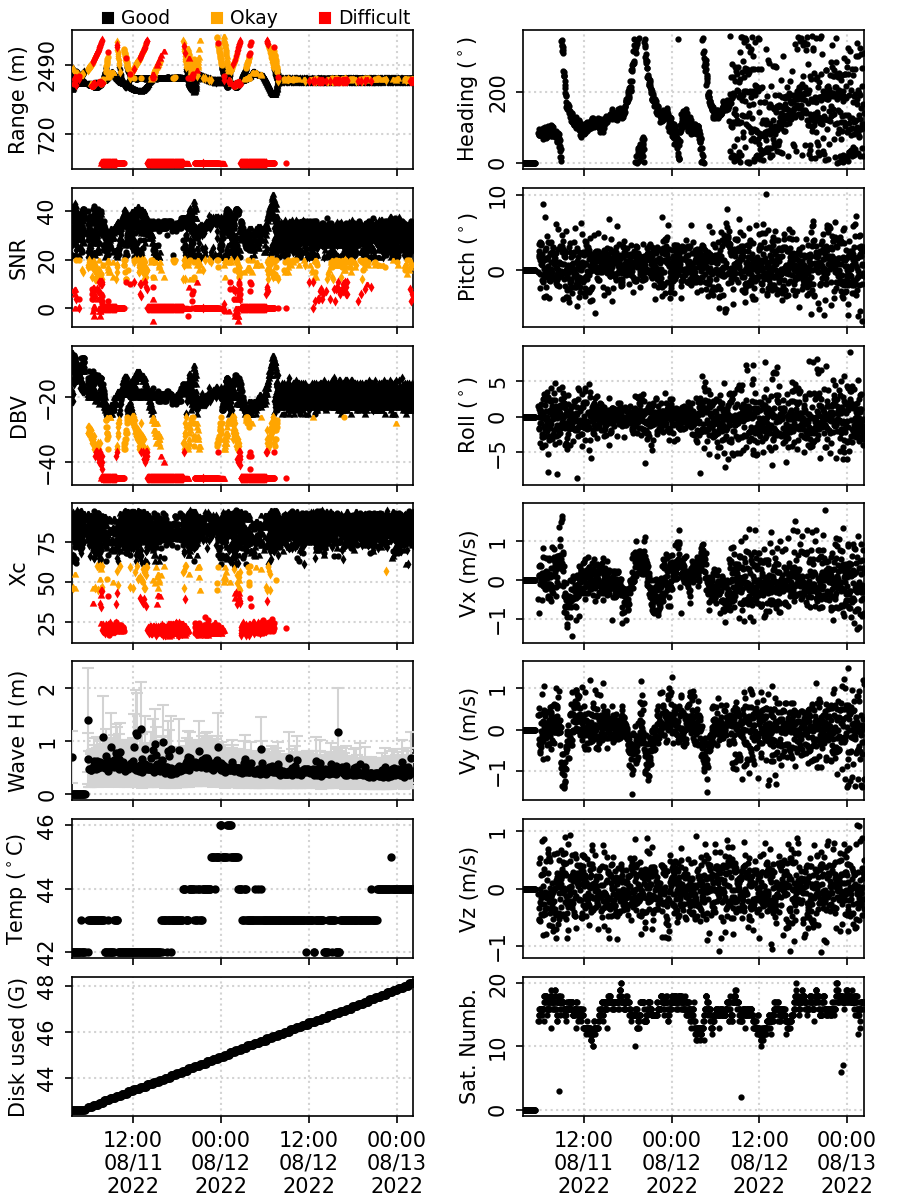 Good Okay Difficult
Range (m)
2490
720
SNR
40
20
0
DBV
−20
−40
Xc
75
50
25
Wave H (m)
2
1
0
Temp (°C)
46
44
42
Disk used (G)
48
46
44
12:00 00:00 12:00 00:00
08/11 08/12 08/12 08/13
2022 2022 2022 2022
Heading (°)
200
0
Pitch (°)
10
0
Roll (°)
5
0
−5
Vx (m/s)
1
0
−1
Vy (m/s)
1
0
−1
Vz (m/s)
1
0
−1
Sat. Numb.
20
10
0
12:00 00:00 12:00 00:00
08/11 08/12 08/12 08/13
2022 2022 2022 2022